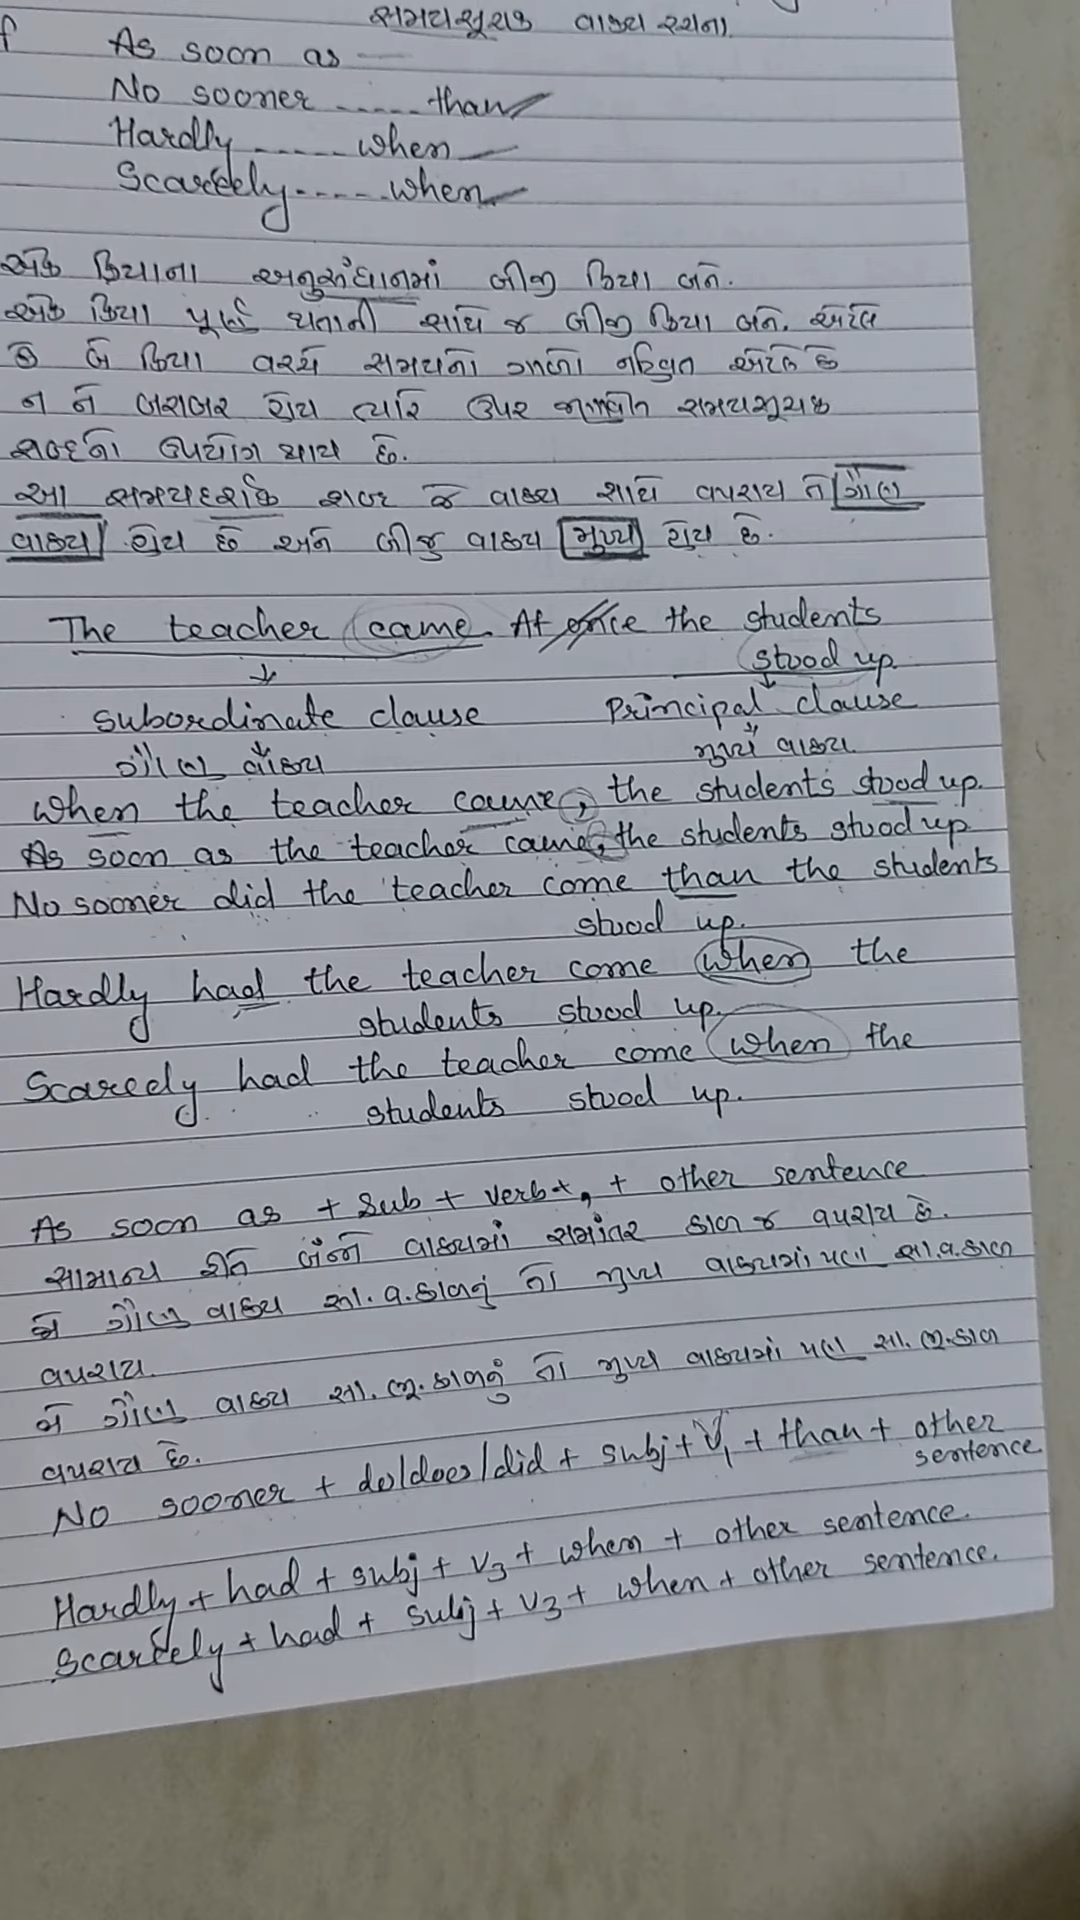 સમયસૂચક વાક્ય રચના.
As soon as —
No sooner ..... than
Hardly ..... when
Scarcely ..... when
એક ક્રિયાના અનુસંધાનમાં બીજી ક્રિયા બને.
એક ક્રિયા પૂર્ણ થતાની સાથે જ બીજી ક્રિયા બને. એટલે
કે બે ક્રિયા વચ્ચે સમયનો ગાળો નહિવત એટલે કે
ન ને બરાબર હોય ત્યારે ઉપર મુજબના સમયસૂચક
શબ્દનો ઉપયોગ થાય છે.
આ સમયદર્શક શબ્દ જે વાક્ય સાથે વપરાય તે ગૌણ
વાક્ય હોય છે અને બીજુ વાક્ય મુખ્ય હોય છે.
The teacher came. At once the students
stood up.
subordinate clause Principal clause
ગૌણ વાક્ય મુખ્ય વાક્ય
When the teacher came, the students stood up.
As soon as the teacher came, the students stood up
No sooner did the teacher come than the students
stood up.
Hardly had the teacher come when the
students stood up.
Scarcely had the teacher come when the
students stood up.
As soon as + Sub + verb+, + other sentence
સામાન્ય રીતે બંને વાક્યમાં સમાંતર કાળ જ વપરાય છે.
જો ગૌણ વાક્ય સા.વ.કાળનું તો મુખ્ય વાક્યમાં પણ સા.વ.કાળ
વપરાય.
જો ગૌણ વાક્ય સા.ભૂ.કાળનું તો મુખ્ય વાક્યમાં પણ સા.ભૂ.કાળ
વપરાય છે.
No sooner + do/does/did + subj + V1 + than + other
sentence
Hardly + had + subj + V3 + when + other sentence.
Scarcely + had + subj + V3 + when + other sentence.